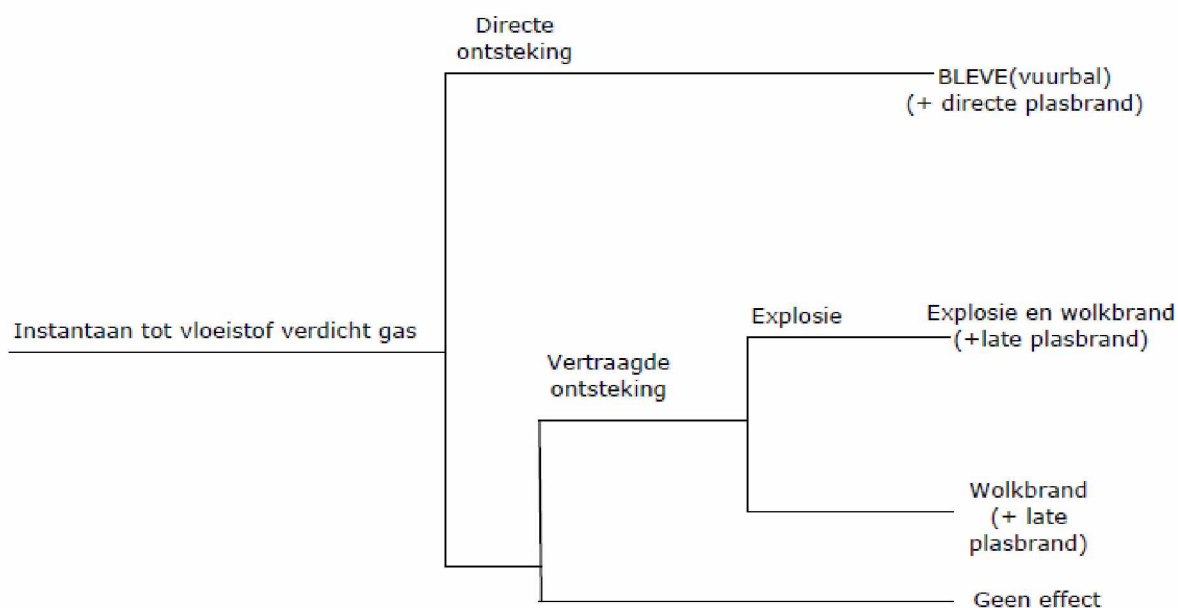 Directe
ontsteking
BLEVE(vuurbal)
(+ directe plasbrand)
Instantaan tot vloeistof verdicht gas
Explosie
Explosie en wolkbrand
(+late plasbrand)
Vertraagde
ontsteking
Wolkbrand
(+ late
plasbrand)
Geen effect